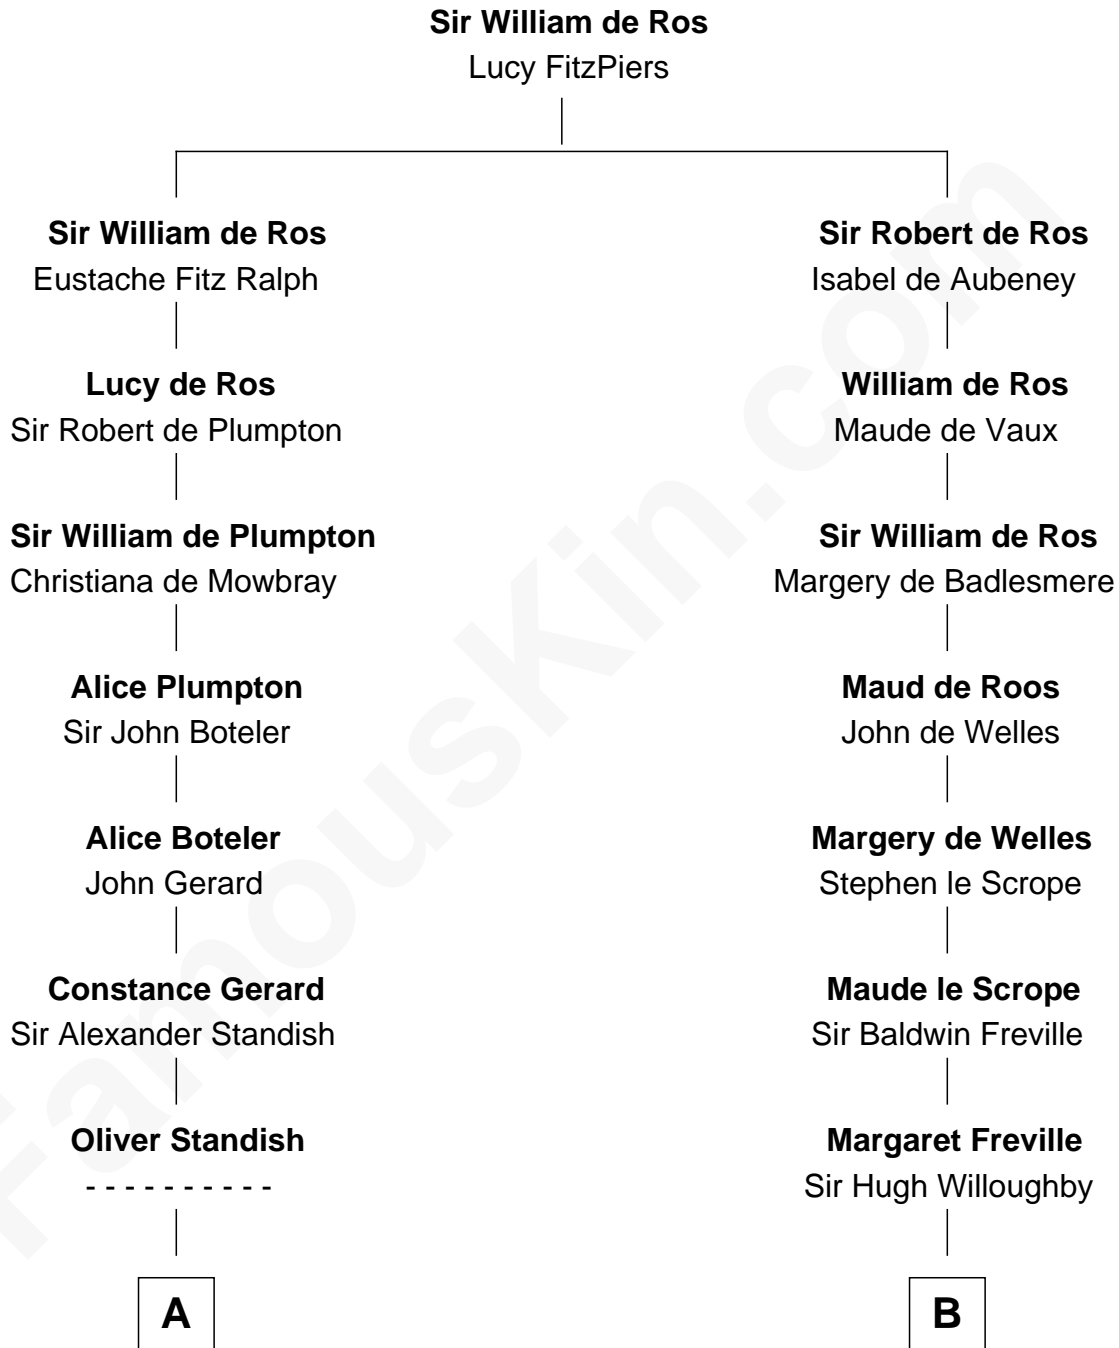 Sir William de Ros
Lucy FitzPiers
Sir William de Ros
Eustache Fitz Ralph
Lucy de Ros
Sir Robert de Plumpton
Sir William de Plumpton
Christiana de Mowbray
Alice Plumpton
Sir John Boteler
Alice Boteler
John Gerard
Constance Gerard
Sir Alexander Standish
Oliver Standish
- - - - - - - - - -
A
Sir Robert de Ros
Isabel de Aubeney
William de Ros
Maude de Vaux
Sir William de Ros
Margery de Badlesmere
Maud de Roos
John de Welles
Margery de Welles
Stephen le Scrope
Maude le Scrope
Sir Baldwin Freville
Margaret Freville
Sir Hugh Willoughby
B
FamousKin.com